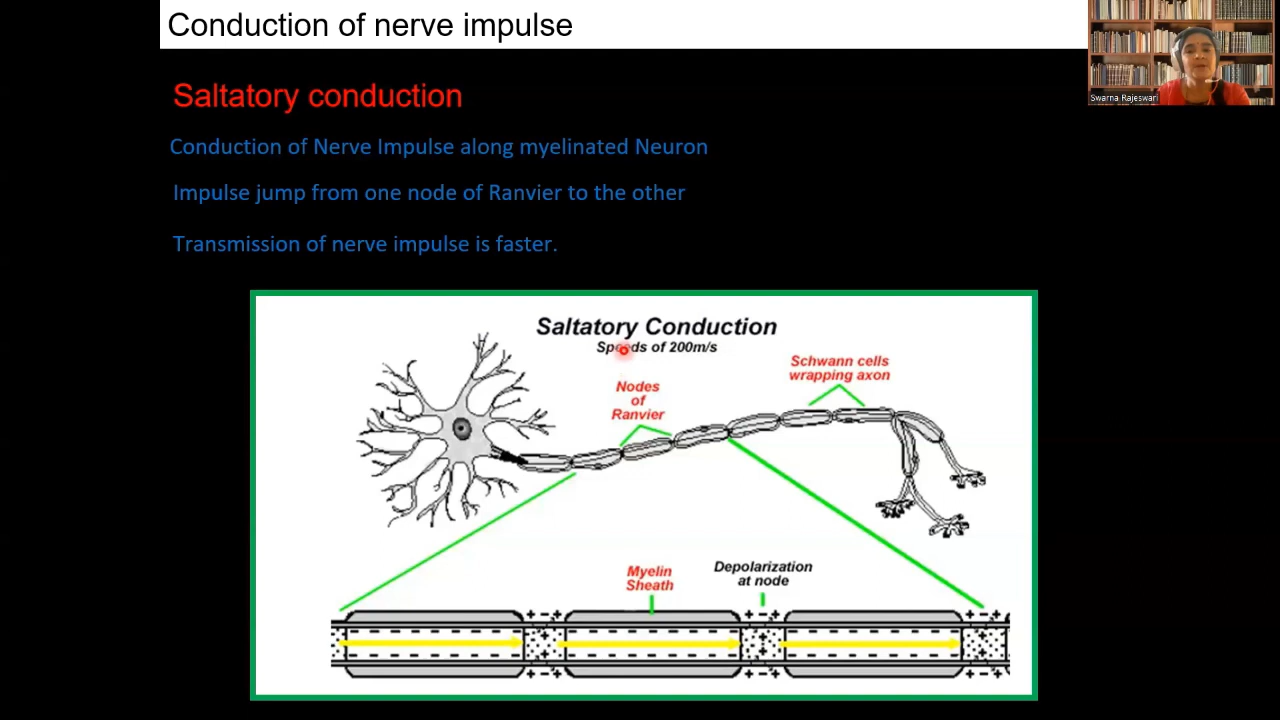 Conduction of nerve impulse
Swarna Rajeswari
Saltatory conduction
Conduction of Nerve Impulse along myelinated Neuron
Impulse jump from one node of Ranvier to the other
Transmission of nerve impulse is faster.
Saltatory Conduction
Speeds of 200m/s
Nodes
of
Ranvier
Schwann cells
wrapping axon
Myelin
Sheath
Depolarization
at node